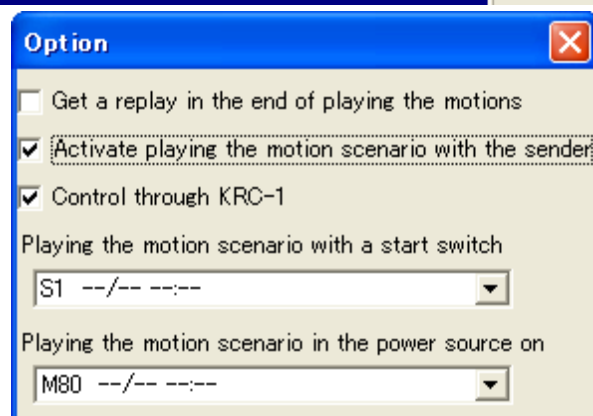 Option
Get a replay in the end of playing the motions
Activate playing the motion scenario with the sender
Control through KRC-1
Playing the motion scenario with a start switch
S1 --/-- --:--
Playing the motion scenario in the power source on
M80 --/-- --:--